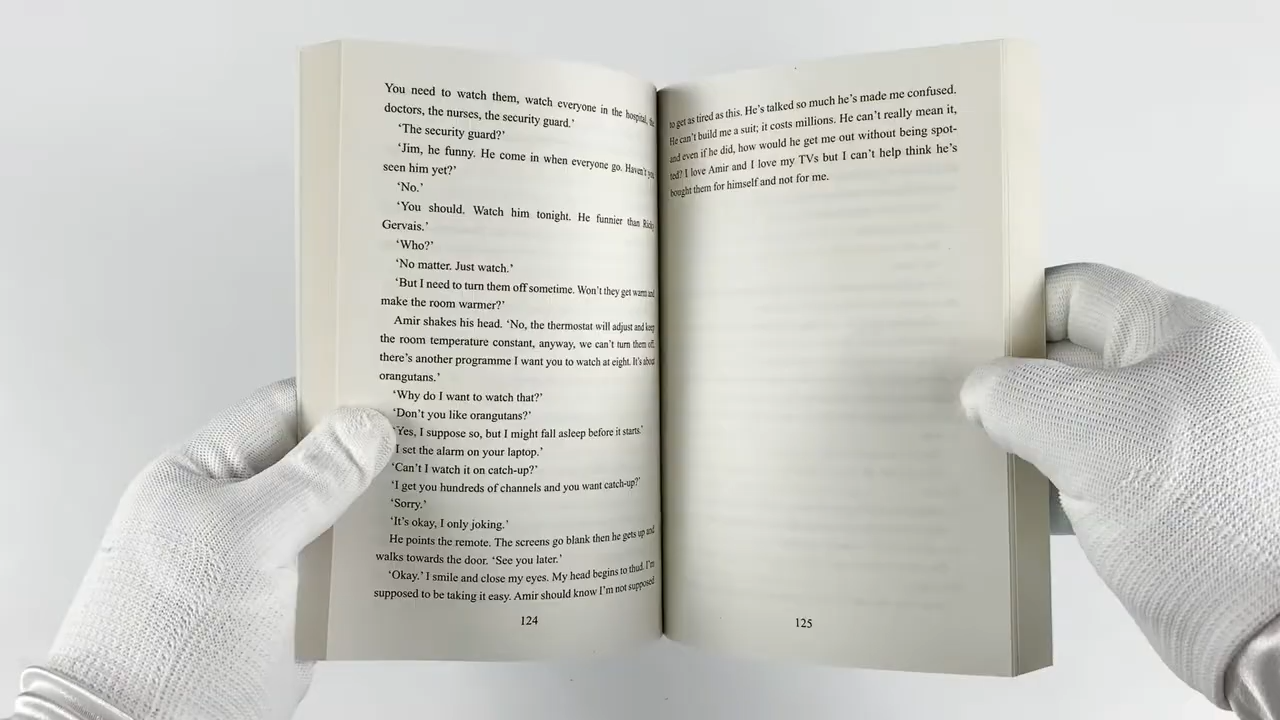 You need to watch them, watch everyone in the hospital, the
doctors, the nurses, the security guard.’
‘The security guard?’
‘Jim, he funny. He come in when everyone go. Haven’t you
seen him yet?’
‘No.’
‘You should. Watch him tonight. He funnier than Ricky
Gervais.’
‘Who?’
‘No matter. Just watch.’
‘But I need to turn them off sometime. Won’t they get warm and
make the room warmer?’
Amir shakes his head. ‘No, the thermostat will adjust and keep
the room temperature constant, anyway, we can’t turn them off,
there’s another programme I want you to watch at eight. It’s about
orangutans.’
‘Why do I want to watch that?’
‘Don’t you like orangutans?’
‘Yes, I suppose so, but I might fall asleep before it starts.’
‘I set the alarm on your laptop.’
‘Can’t I watch it on catch-up?’
‘I get you hundreds of channels and you want catch-up?’
‘Sorry.’
‘It’s okay, I only joking.’
He points the remote. The screens go blank then he gets up and
walks towards the door. ‘See you later.’
‘Okay.’ I smile and close my eyes. My head begins to thud. I’m
supposed to be taking it easy. Amir should know I’m not supposed
124
to get as tired as this. He’s talked so much he’s made me confused.
He can’t build me a suit; it costs millions. He can’t really mean it,
and even if he did, how would he get me out without being spot-
ted? I love Amir and I love my TVs but I can’t help think he’s
bought them for himself and not for me.
125